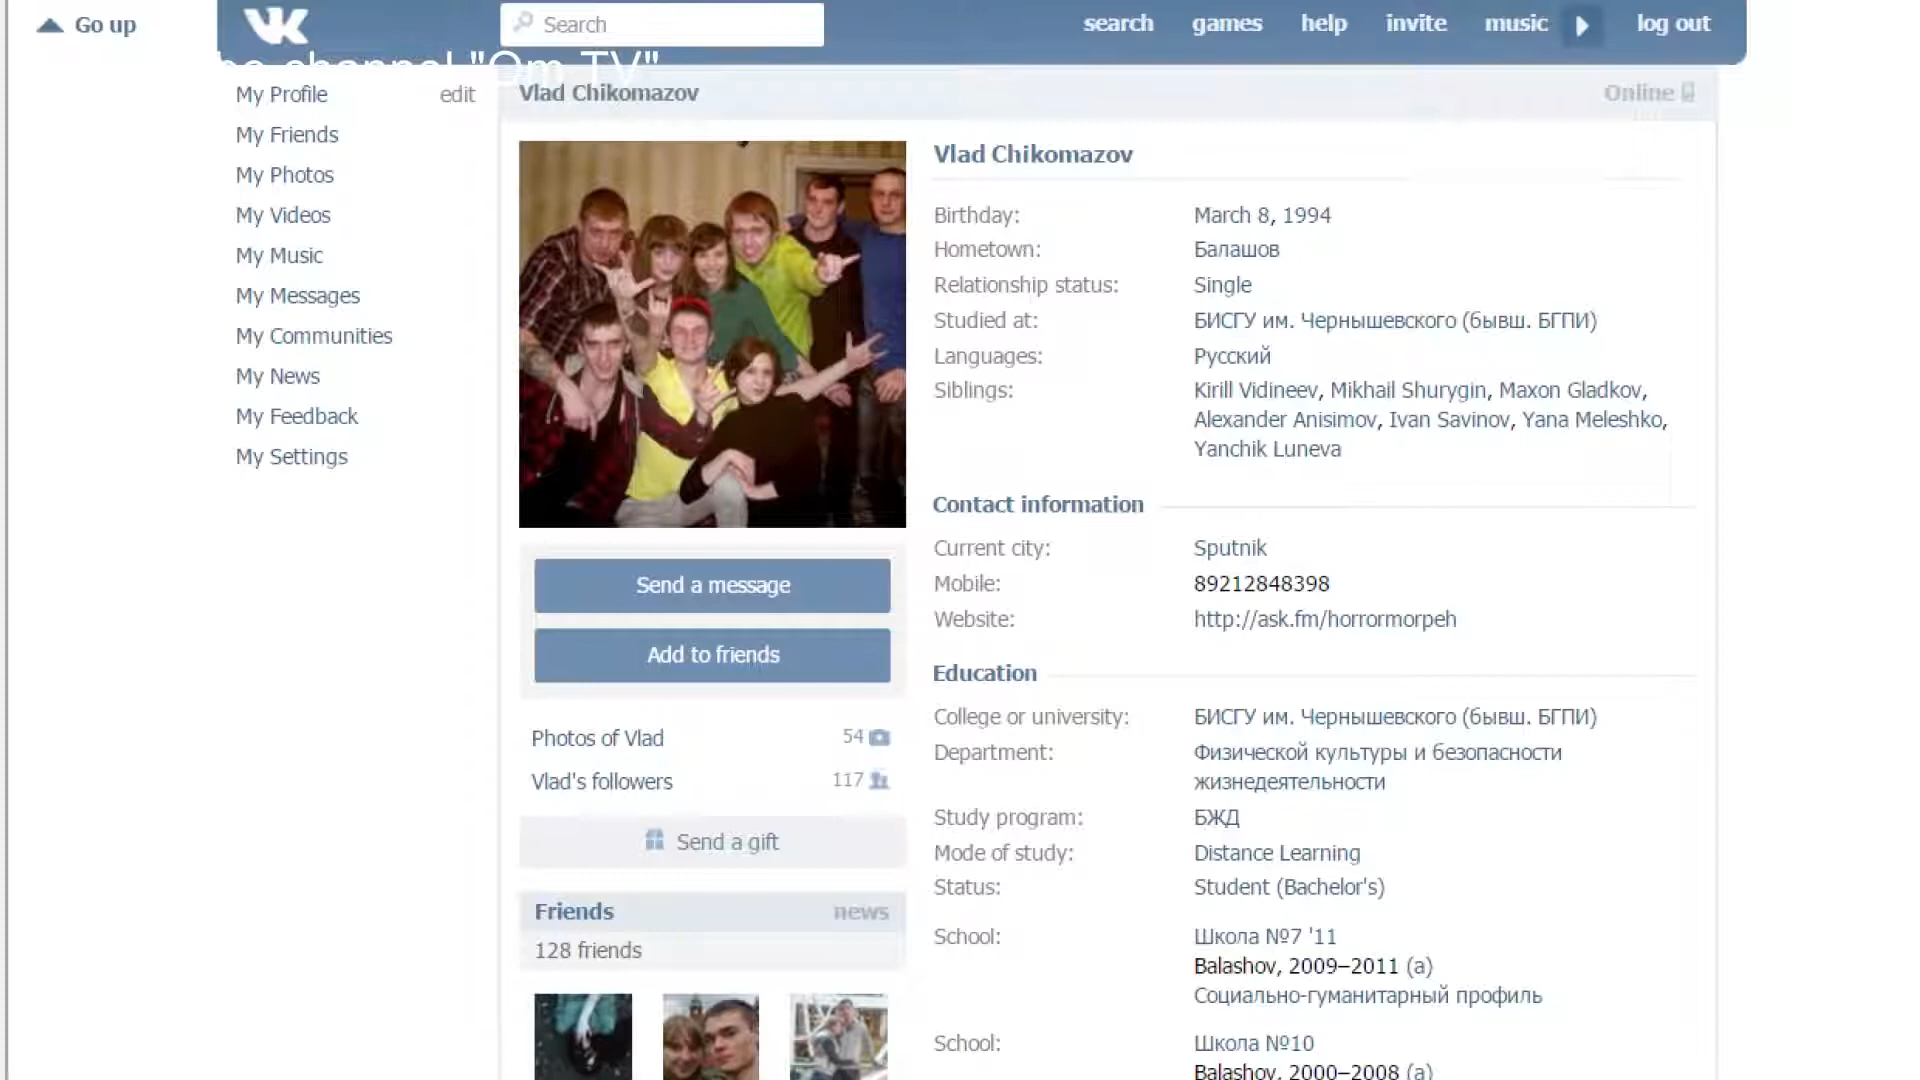 Go up
Search
search games help invite music log out
he channel "Om TV"
My Profile edit
My Friends
My Photos
My Videos
My Music
My Messages
My Communities
My News
My Feedback
My Settings
Vlad Chikomazov
Online
Send a message
Add to friends
Photos of Vlad 54
Vlad's followers 117
Send a gift
Friends news
128 friends
Vlad Chikomazov
Birthday: March 8, 1994
Hometown: Балашов
Relationship status: Single
Studied at: БИСГУ им. Чернышевского (бывш. БГПИ)
Languages: Русский
Siblings: Kirill Vidineev, Mikhail Shurygin, Maxon Gladkov,
Alexander Anisimov, Ivan Savinov, Yana Meleshko,
Yanchik Luneva
Contact information
Current city: Sputnik
Mobile: 89212848398
Website: http://ask.fm/horrormorpeh
Education
College or university: БИСГУ им. Чернышевского (бывш. БГПИ)
Department: Физической культуры и безопасности
жизнедеятельности
Study program: БЖД
Mode of study: Distance Learning
Status: Student (Bachelor's)
School: Школа №7 '11
Balashov, 2009–2011 (а)
Социально-гуманитарный профиль
School: Школа №10
Balashov, 2000–2008 (а)